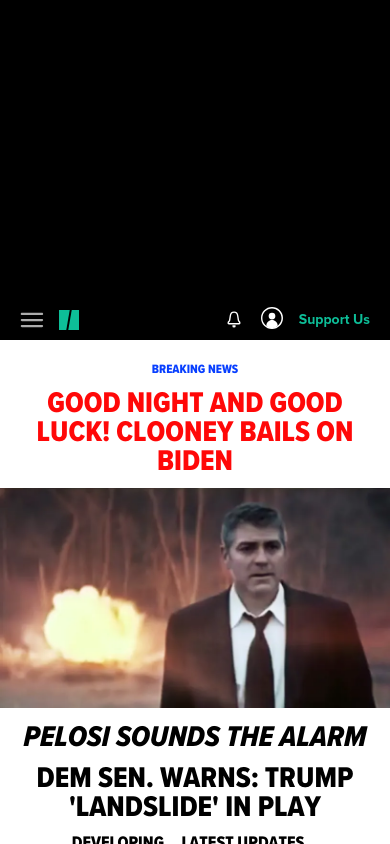 Support Us
BREAKING NEWS
GOOD NIGHT AND GOOD
LUCK! CLOONEY BAILS ON
BIDEN
PELOSI SOUNDS THE ALARM
DEM SEN. WARNS: TRUMP
'LANDSLIDE' IN PLAY
DEVELOPING LATEST UPDATES